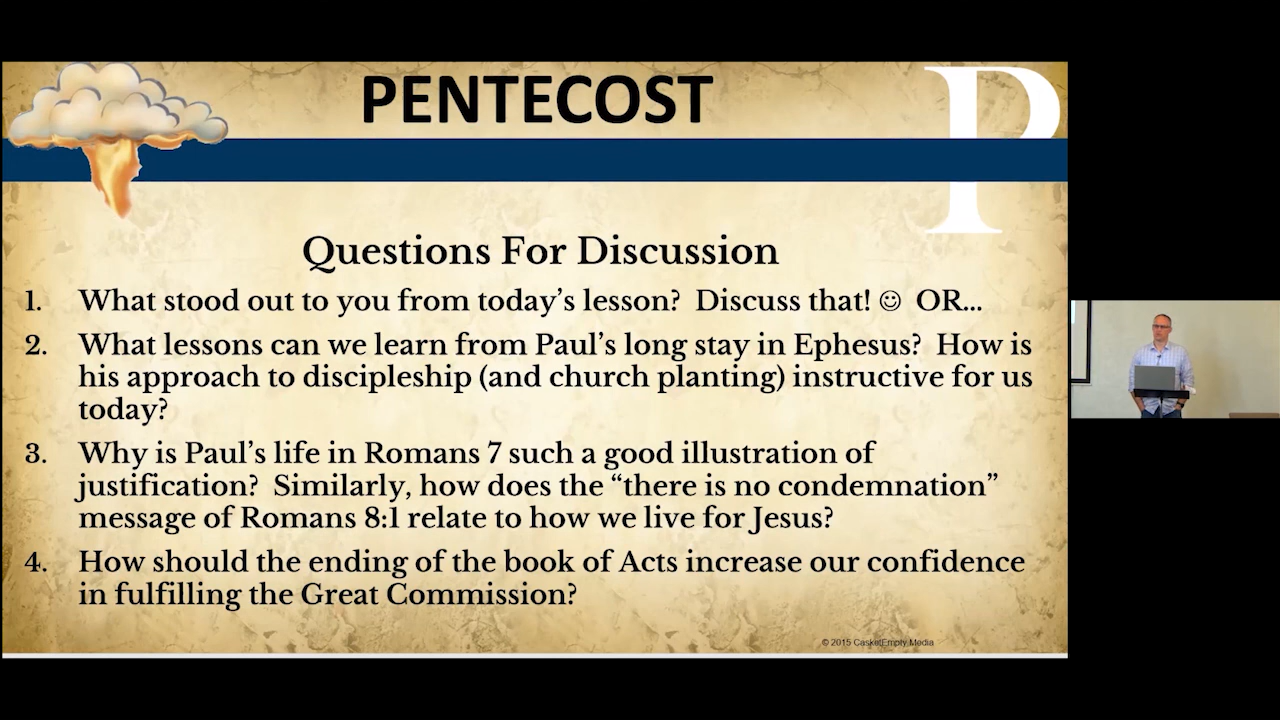 PENTECOST
P
Questions For Discussion
1. What stood out to you from today’s lesson?  Discuss that! ☺  OR...
2. What lessons can we learn from Paul’s long stay in Ephesus?  How is
his approach to discipleship (and church planting) instructive for us
today?
3. Why is Paul’s life in Romans 7 such a good illustration of
justification?  Similarly, how does the “there is no condemnation”
message of Romans 8:1 relate to how we live for Jesus?
4. How should the ending of the book of Acts increase our confidence
in fulfilling the Great Commission?
© 2015 CasketEmpty Media